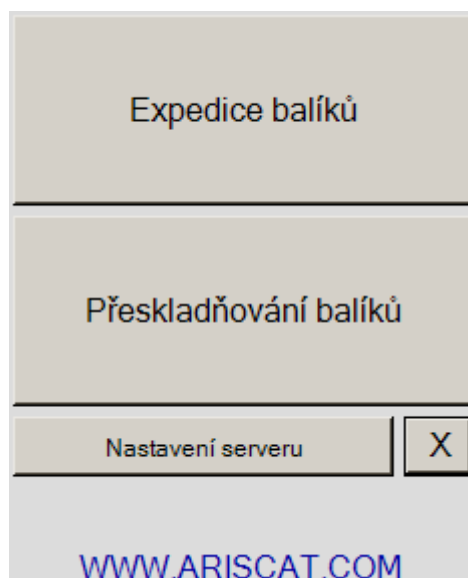 Expedice balíků
Přeskladňování balíků
Nastavení serveru X
WWW.ARISCAT.COM